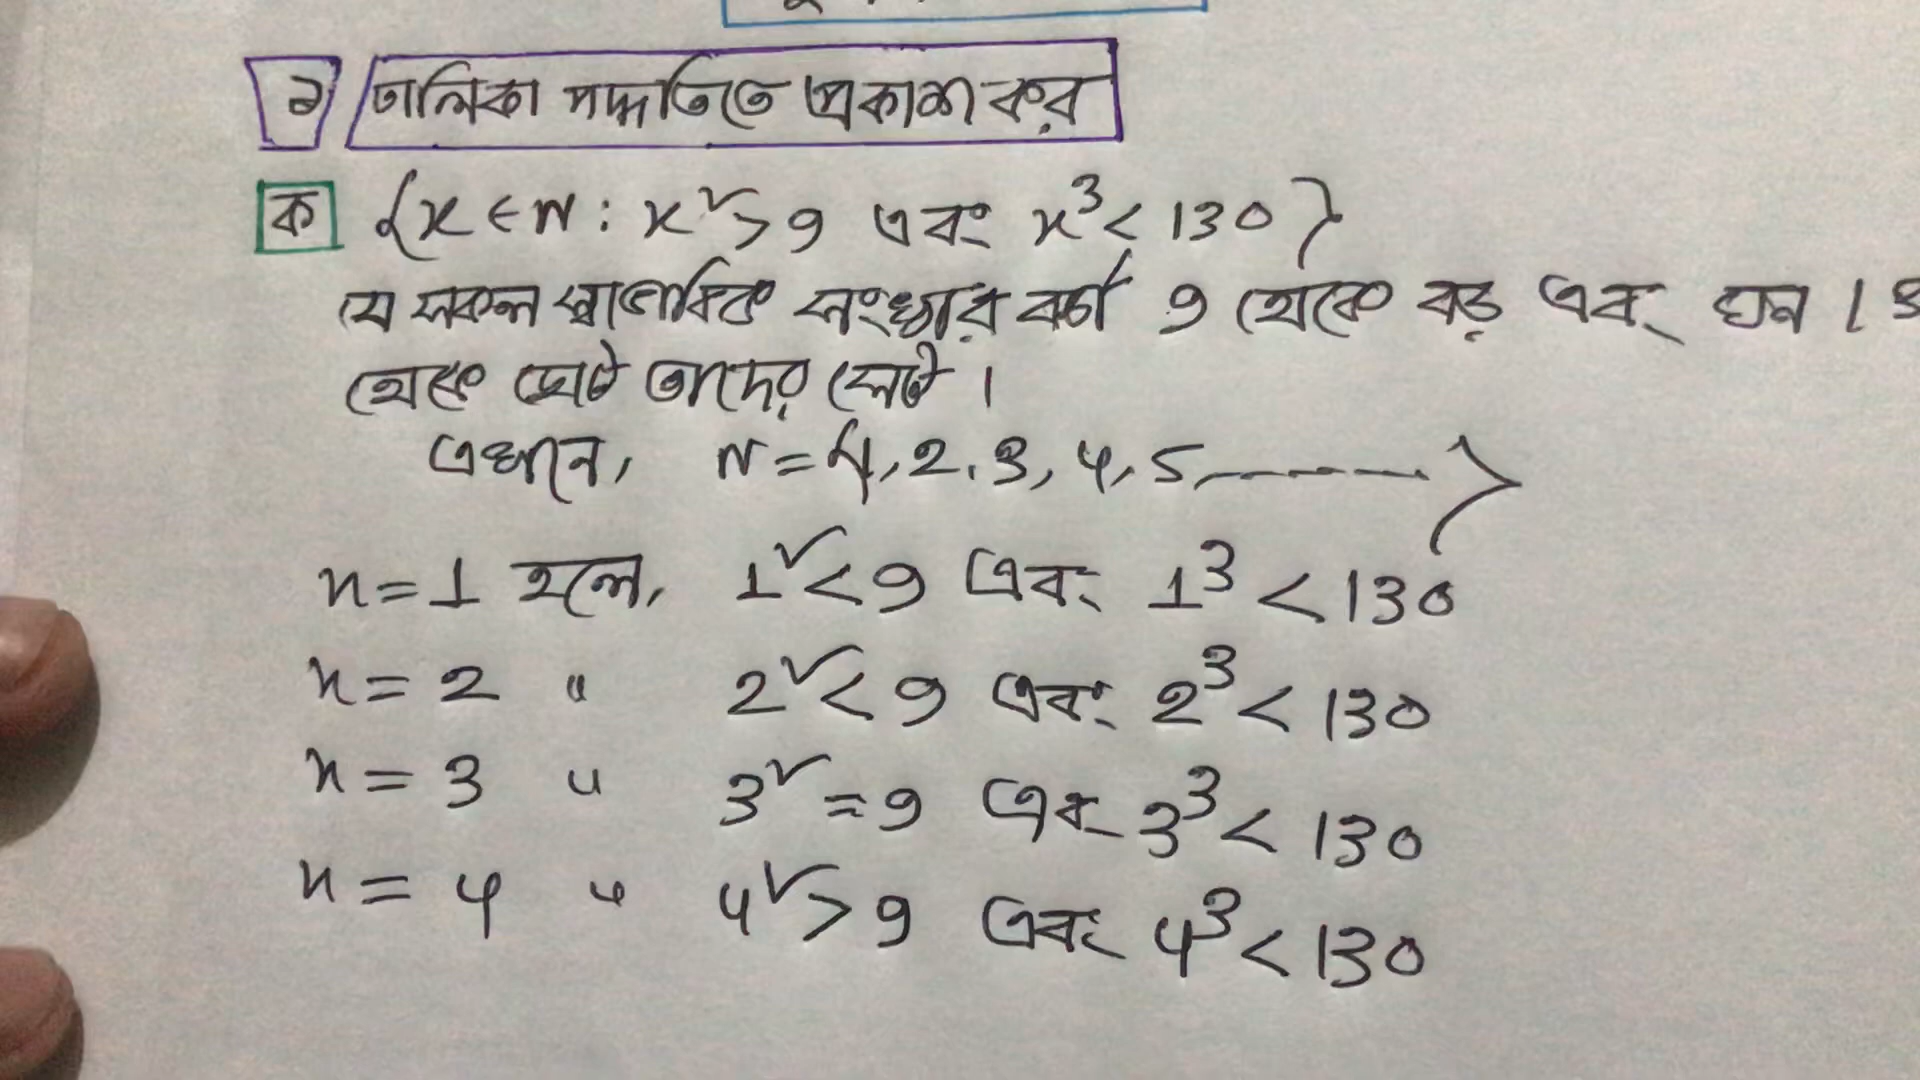 ১ তালিকা পদ্ধতিতে প্রকাশ কর
ক {x ∈ N : x² > 9 এবং x³ < 130}
যে সকল স্বাভাবিক সংখ্যার বর্গ 9 থেকে বড় এবং ঘন 13
থেকে ছোট তাদের সেট ।
এখানে, N = {1, 2, 3, 4, 5, ------}
x = 1 হলে, 1² < 9 এবং 1³ < 130
x = 2 " 2² < 9 এবং 2³ < 130
x = 3 " 3² = 9 এবং 3³ < 130
x = 4 " 4² > 9 এবং 4³ < 130